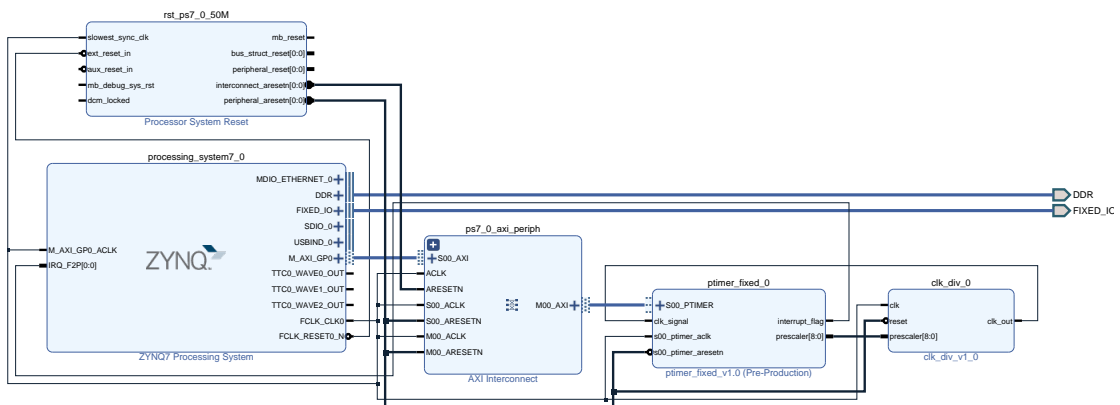 rst_ps7_0_50M
slowest_sync_clk
mb_reset
ext_reset_in
bus_struct_reset[0:0]
aux_reset_in
peripheral_reset[0:0]
mb_debug_sys_rst
interconnect_aresetn[0:0]
dcm_locked
peripheral_aresetn[0:0]
Processor System Reset
processing_system7_0
MDIO_ETHERNET_0
DDR
FIXED_IO
SDIO_0
USBIND_0
M_AXI_GP0_ACLK
M_AXI_GP0
IRQ_F2P[0:0]
ZYNQ
TTC0_WAVE0_OUT
TTC0_WAVE1_OUT
TTC0_WAVE2_OUT
FCLK_CLK0
FCLK_RESET0_N
ZYNQ7 Processing System
ps7_0_axi_periph
S00_AXI
ACLK
ARESETN
S00_ACLK
M00_AXI
S00_ARESETN
M00_ACLK
M00_ARESETN
AXI Interconnect
ptimer_fixed_0
S00_PTIMER
clk_signal
interrupt_flag
s00_ptimer_aclk
prescaler[8:0]
s00_ptimer_aresetn
ptimer_fixed_v1.0 (Pre-Production)
clk_div_0
clk
reset
clk_out
prescaler[8:0]
clk_div_v1_0
DDR
FIXED_IO